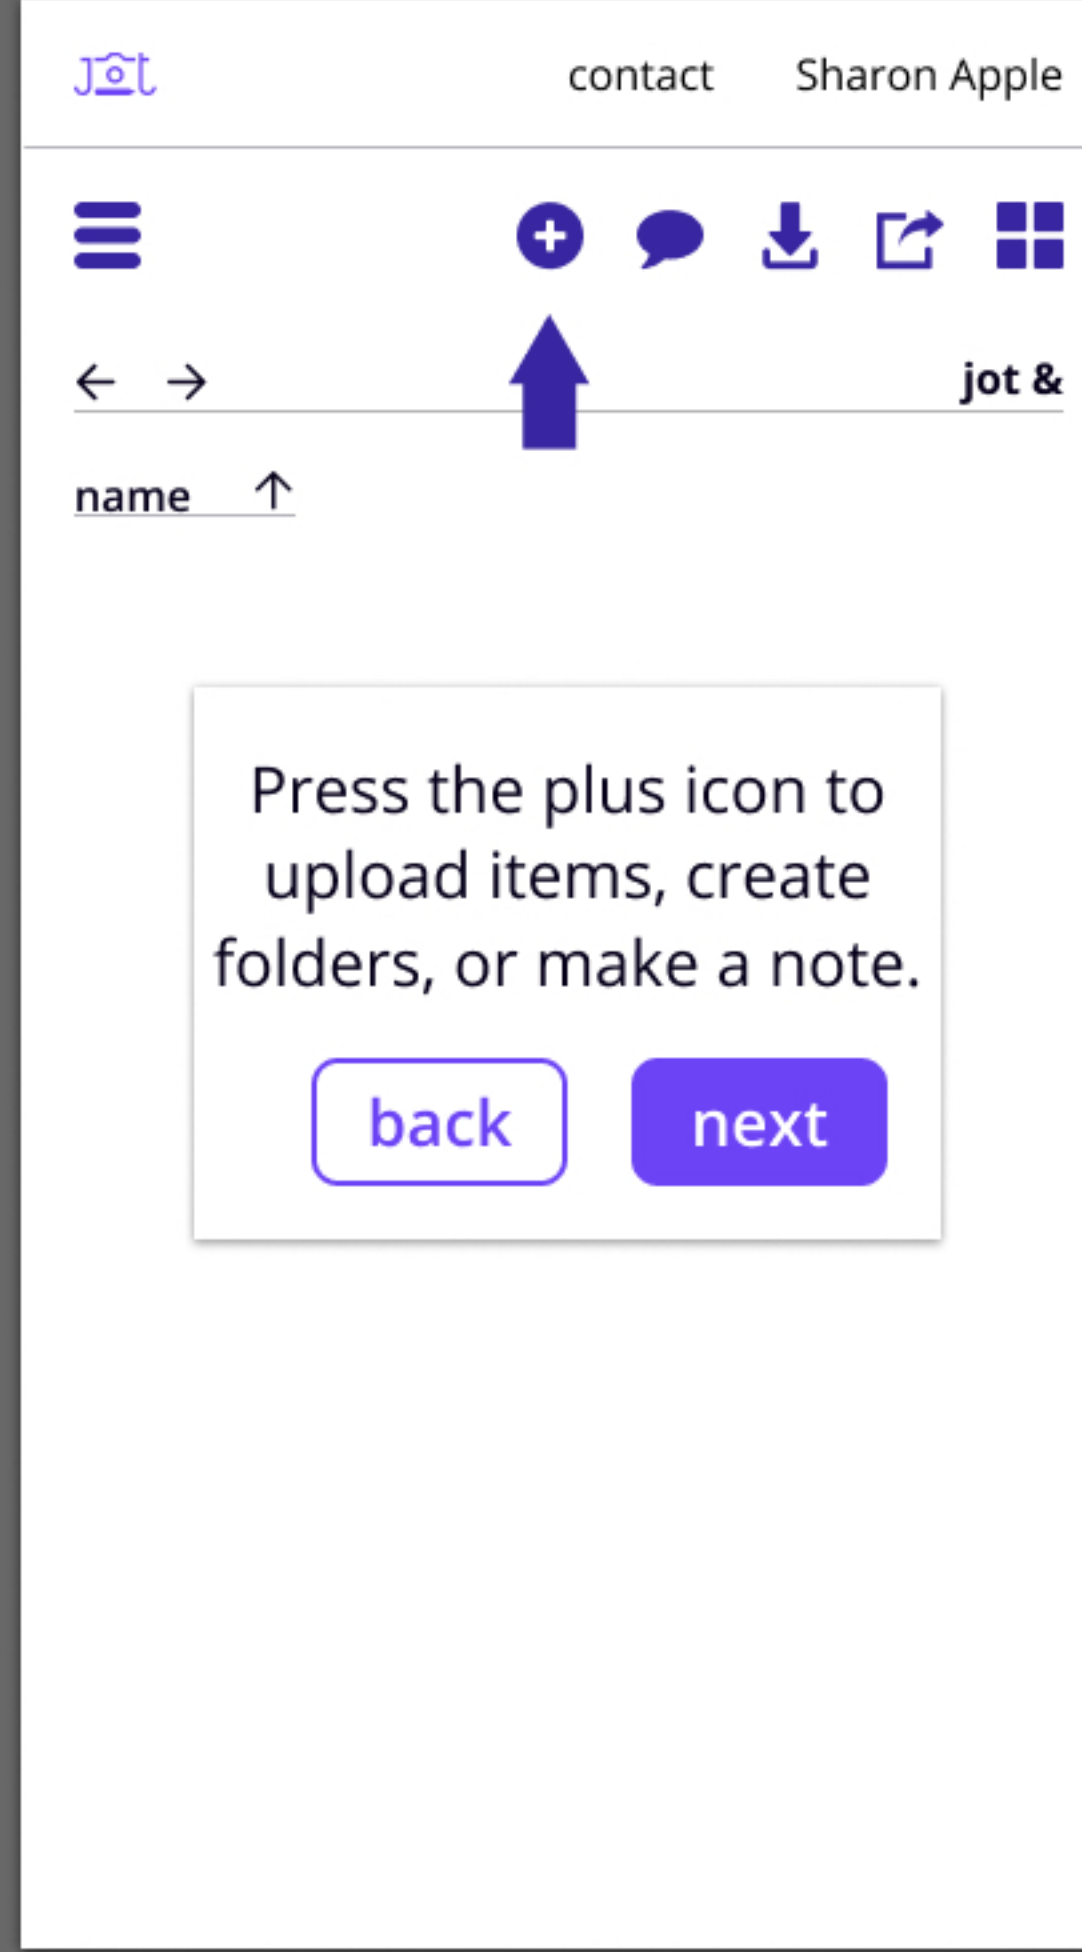 jot
contact Sharon Apple
jot &
name
Press the plus icon to
upload items, create
folders, or make a note.
back next